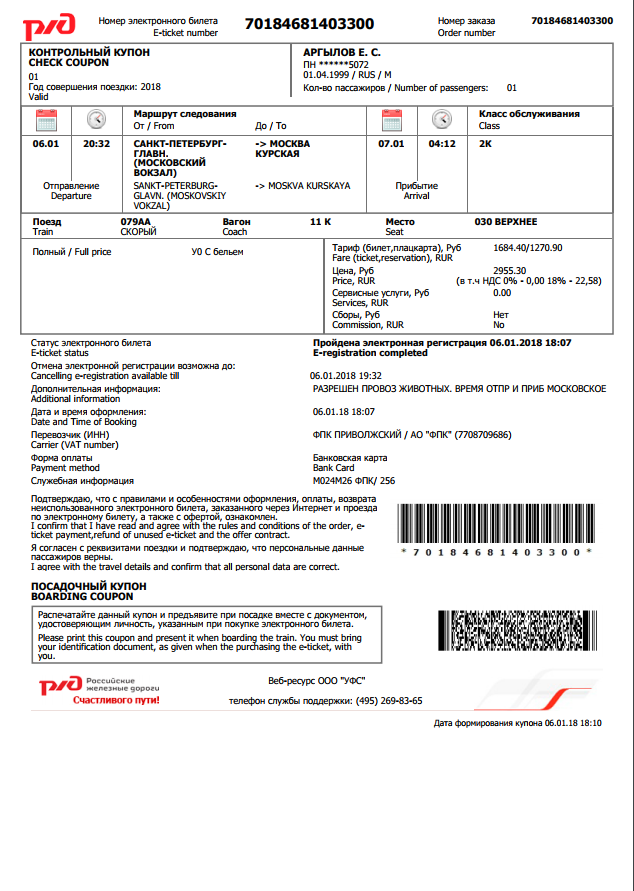 ржд
Номер электронного билета
E-ticket number
70184681403300
Номер заказа
Order number
70184681403300
КОНТРОЛЬНЫЙ КУПОН
CHECK COUPON
01
Год совершения поездки: 2018
Valid
АРГЫЛОВ Е. С.
ПН ******5072
01.04.1999 / RUS / M
Кол-во пассажиров / Number of passengers: 01
Маршрут следования
От / From До / To
Класс обслуживания
Class
06.01 20:32
САНКТ-ПЕТЕРБУРГ-
ГЛАВН.
(МОСКОВСКИЙ
ВОКЗАЛ)
-> МОСКВА
КУРСКАЯ
07.01 04:12 2К
Отправление
Departure
SANKT-PETERBURG-
GLAVN. (MOSKOVSKIY
VOKZAL)
-> MOSKVA KURSKAYA
Прибытие
Arrival
Поезд 079АА Вагон 11 К Место 030 ВЕРХНЕЕ
Train СКОРЫЙ Coach Seat
Полный / Full price У0 С бельем
Тариф (билет,плацкарта), Руб 1684.40/1270.90
Fare (ticket,reservation), RUR
Цена, Руб 2955.30
Price, RUR (в т.ч НДС 0% - 0,00 18% - 22,58)
Сервисные услуги, Руб 0.00
Services, RUR
Сборы, Руб Нет
Commission, RUR No
Статус электронного билета Пройдена электронная регистрация 06.01.2018 18:07
E-ticket status E-registration completed
Отмена электронной регистрации возможна до:
Cancelling e-registration available till 06.01.2018 19:32
Дополнительная информация: РАЗРЕШЕН ПРОВОЗ ЖИВОТНЫХ. ВРЕМЯ ОТПР И ПРИБ МОСКОВСКОЕ
Additional information
Дата и время оформления: 06.01.18 18:07
Date and Time of Booking
Перевозчик (ИНН) ФПК ПРИВОЛЖСКИЙ / АО "ФПК" (7708709686)
Carrier (VAT number)
Форма оплаты Банковская карта
Payment method Bank Card
Служебная информация М024М26 ФПК/ 256
Подтверждаю, что с правилами и особенностями оформления, оплаты, возврата
неиспользованного электронного билета, заказанного через Интернет и проезда
по электронному билету, а также с офертой, ознакомлен.
I confirm that I have read and agree with the rules and conditions of the order, e-
ticket payment,refund of unused e-ticket and the offer contract.
Я согласен с реквизитами поездки и подтверждаю, что персональные данные
пассажиров верны.
I agree with the travel details and confirm that all personal data are correct.
*70184681403300*
ПОСАДОЧНЫЙ КУПОН
BOARDING COUPON
Распечатайте данный купон и предъявите при посадке вместе с документом,
удостоверяющим личность, указанным при покупке электронного билета.
Please print this coupon and present it when boarding the train. You must bring
your identification document, as given when the purchasing the e-ticket, with
you.
ржд Российские
железные дороги
Счастливого пути!
Веб-ресурс ООО "УФС"
телефон службы поддержки: (495) 269-83-65
Дата формирования купона 06.01.18 18:10